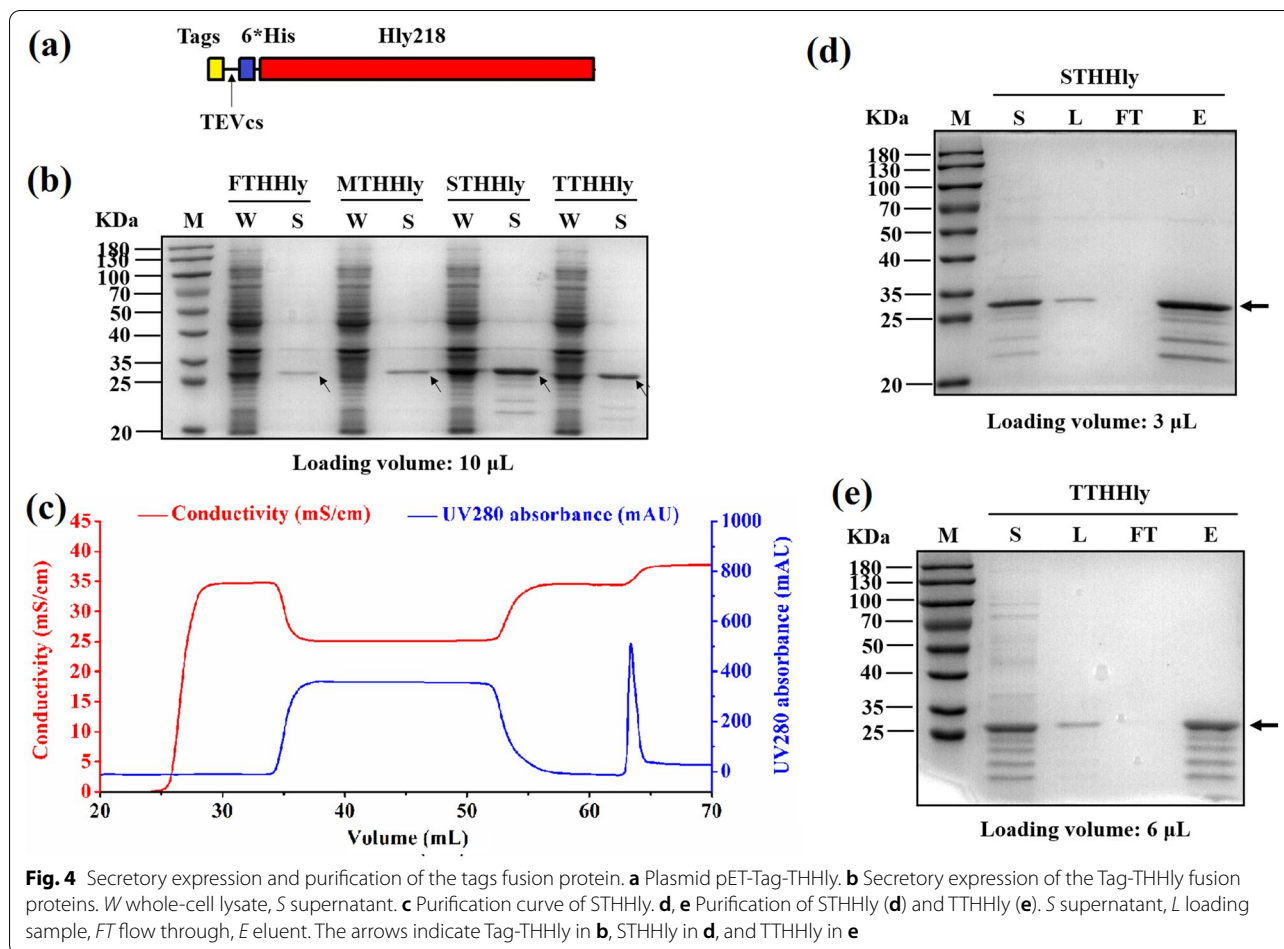 (a)
Tags 6*His Hly218
TEVcs
(b)
FTHHly MTHHly STHHly TTHHly
KDa M W S W S W S W S
180
130
100
70
50
40
35
25
20
Loading volume: 10 μL
(c)
Conductivity (mS/cm) UV280 absorbance (mAU)
Conductivity (mS/cm)
45
40
35
30
25
20
15
10
5
0
1000
800
600
400
200
0
UV280 absorbance (mAU)
20 30 40 50 60 70
Volume (mL)
(d)
STHHly
KDa M S L FT E
180
130
100
70
50
40
35
25
20
Loading volume: 3 μL
(e)
TTHHly
KDa M S L FT E
180
130
100
70
50
40
35
25
Loading volume: 6 μL
Fig. 4 Secretory expression and purification of the tags fusion protein. a Plasmid pET-Tag-THHly. b Secretory expression of the Tag-THHly fusion
proteins. W whole-cell lysate, S supernatant. c Purification curve of STHHly. d, e Purification of STHHly (d) and TTHHly (e). S supernatant, L loading
sample, FT flow through, E eluent. The arrows indicate Tag-THHly in b, STHHly in d, and TTHHly in e